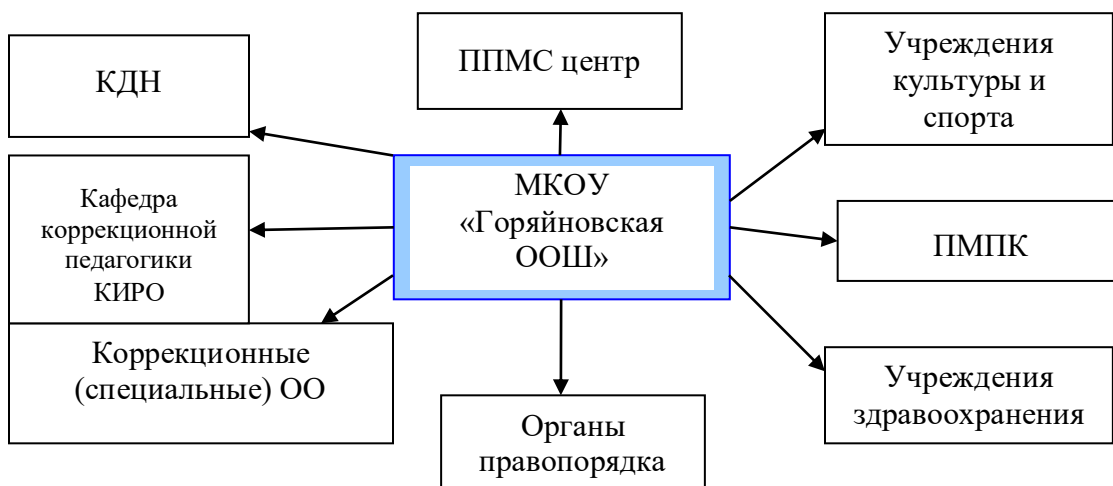 КДН
ППМС центр
Учреждения
культуры и
спорта
Кафедра
коррекционной
педагогики
КИРО
МКОУ
«Горяйновская
ООШ»
ПМПК
Коррекционные
(специальные) ОО
Органы
правопорядка
Учреждения
здравоохранения